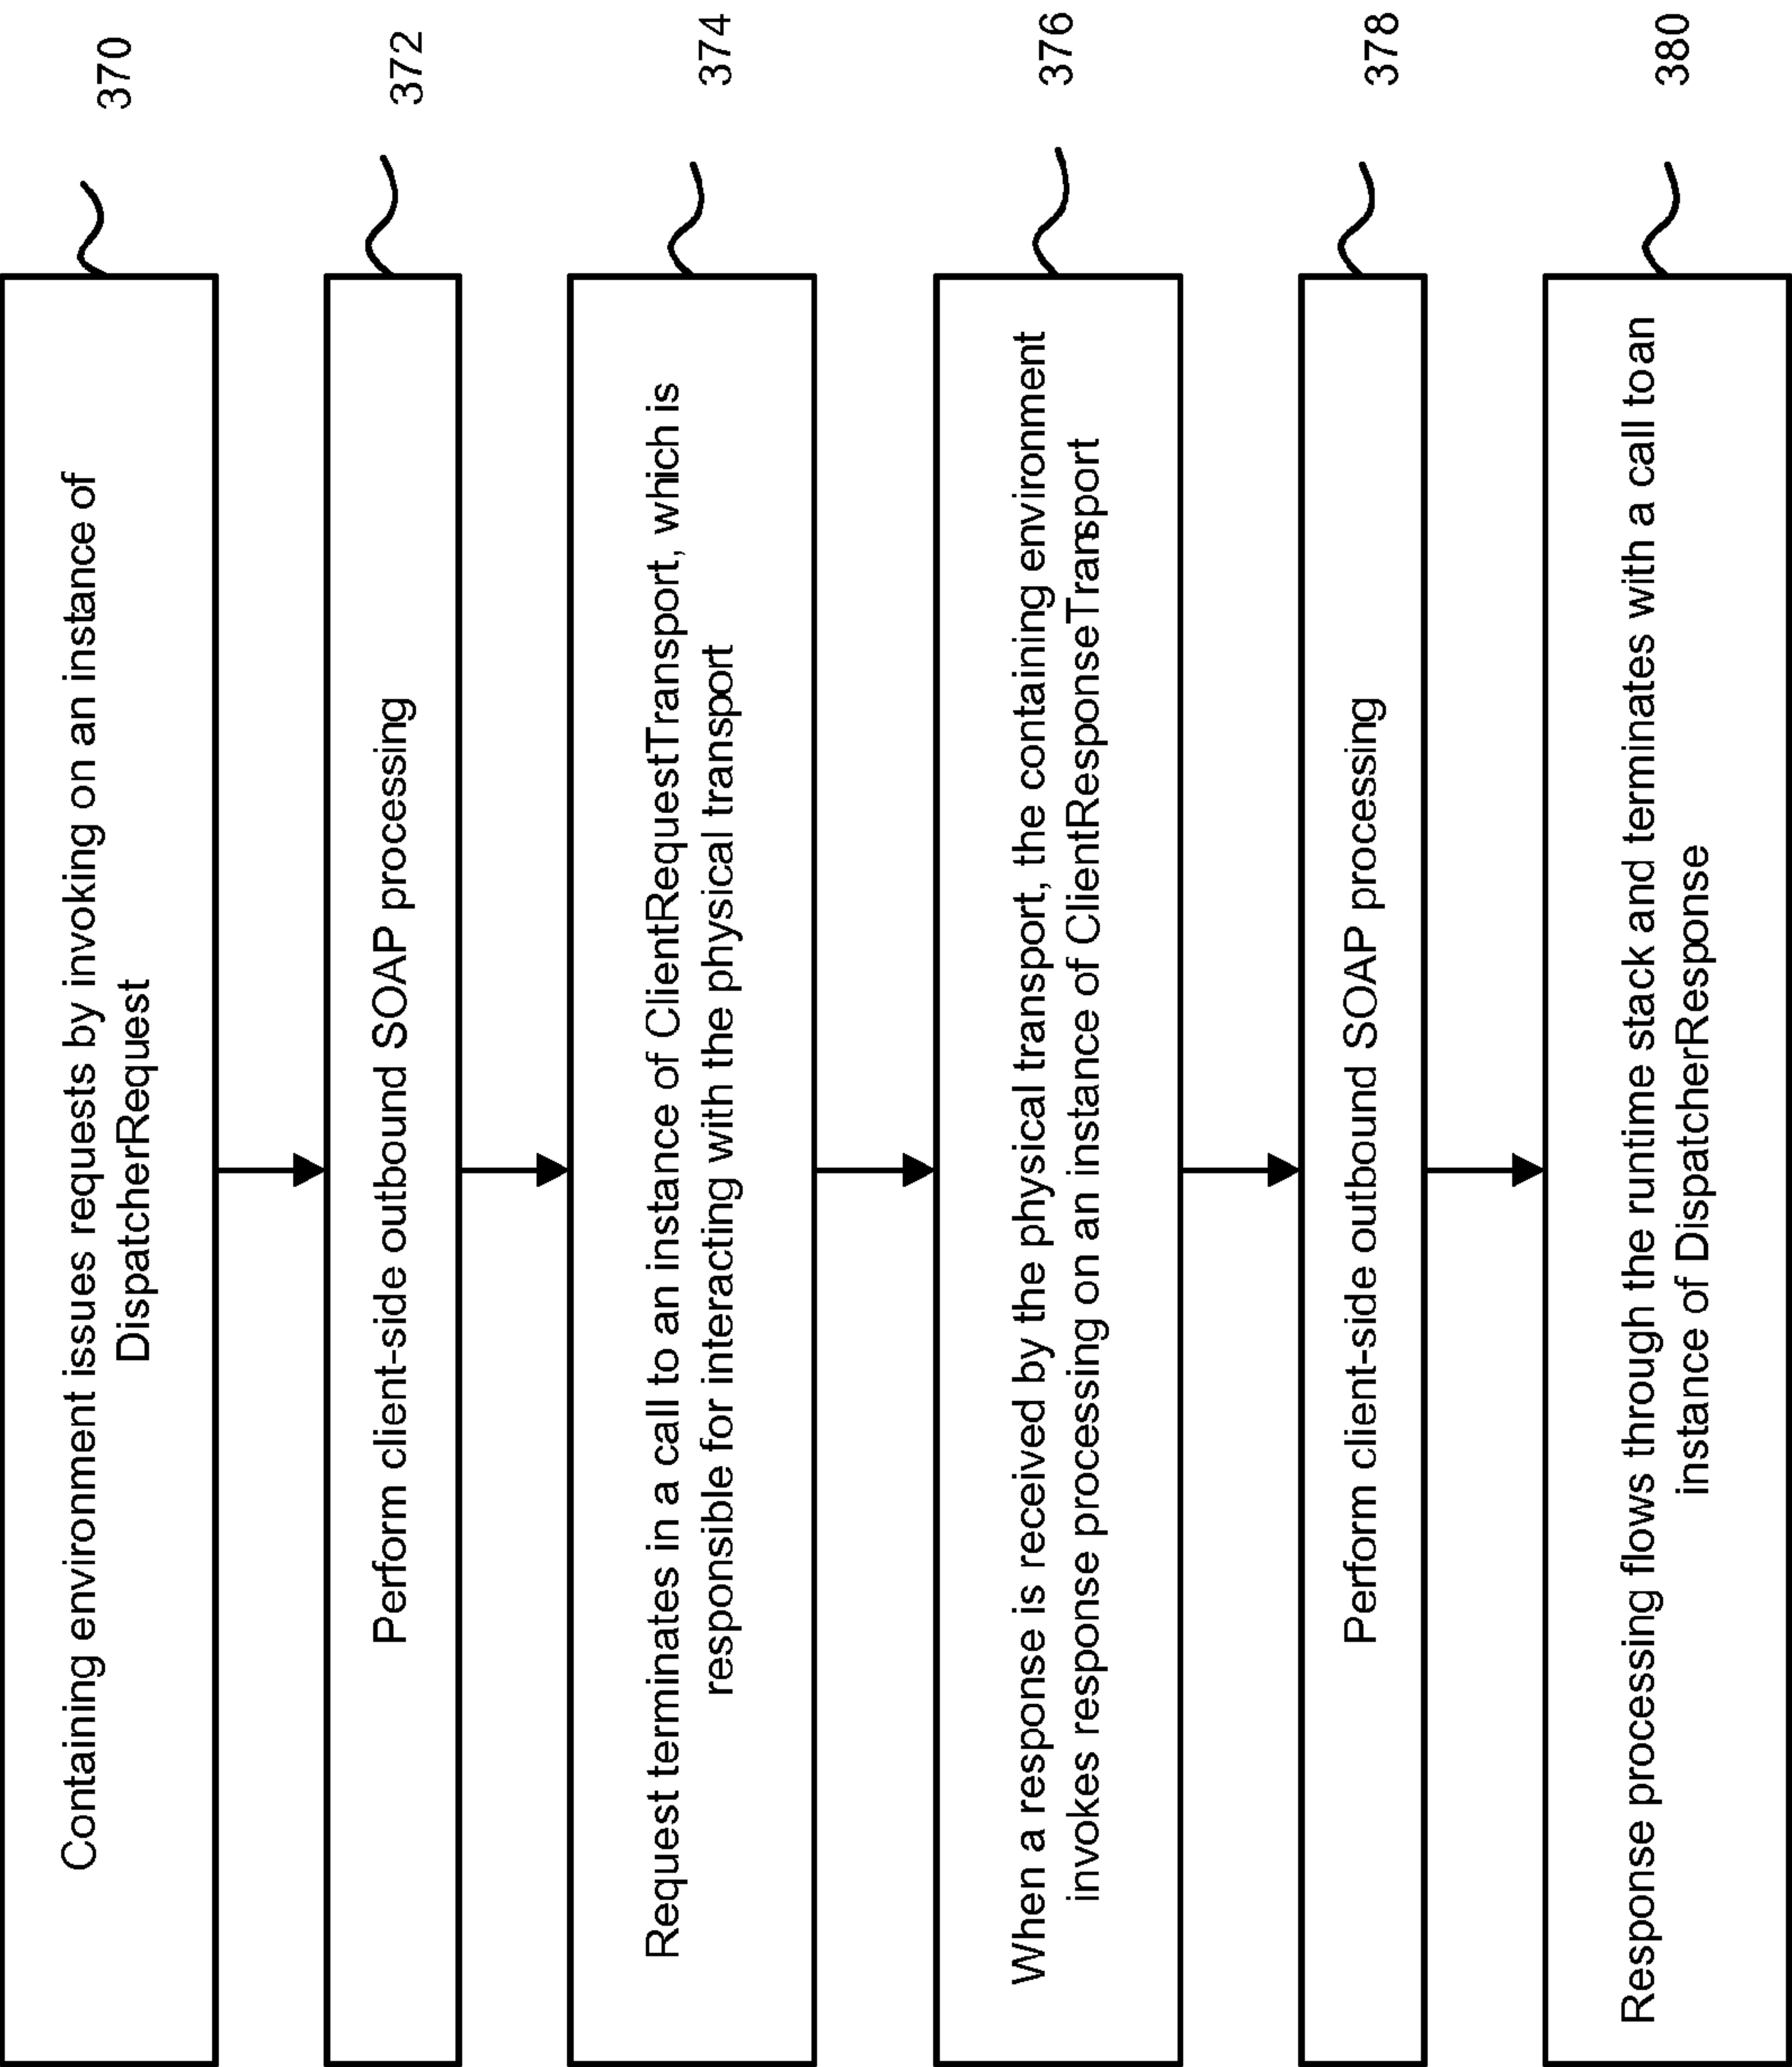 Containing environment issues requests by invoking on an instance of
DispatcherRequest
370
Perform client-side outbound SOAP processing
372
Request terminates in a call to an instance of ClientRequestTransport, which is
responsible for interacting with the physical transport
374
When a response is received by the physical transport, the containing environment
invokes response processing on an instance of ClientResponseTransport
376
Perform client-side outbound SOAP processing
378
Response processing flows through the runtime stack and terminates with a call toan
instance of DispatcherResponse
380